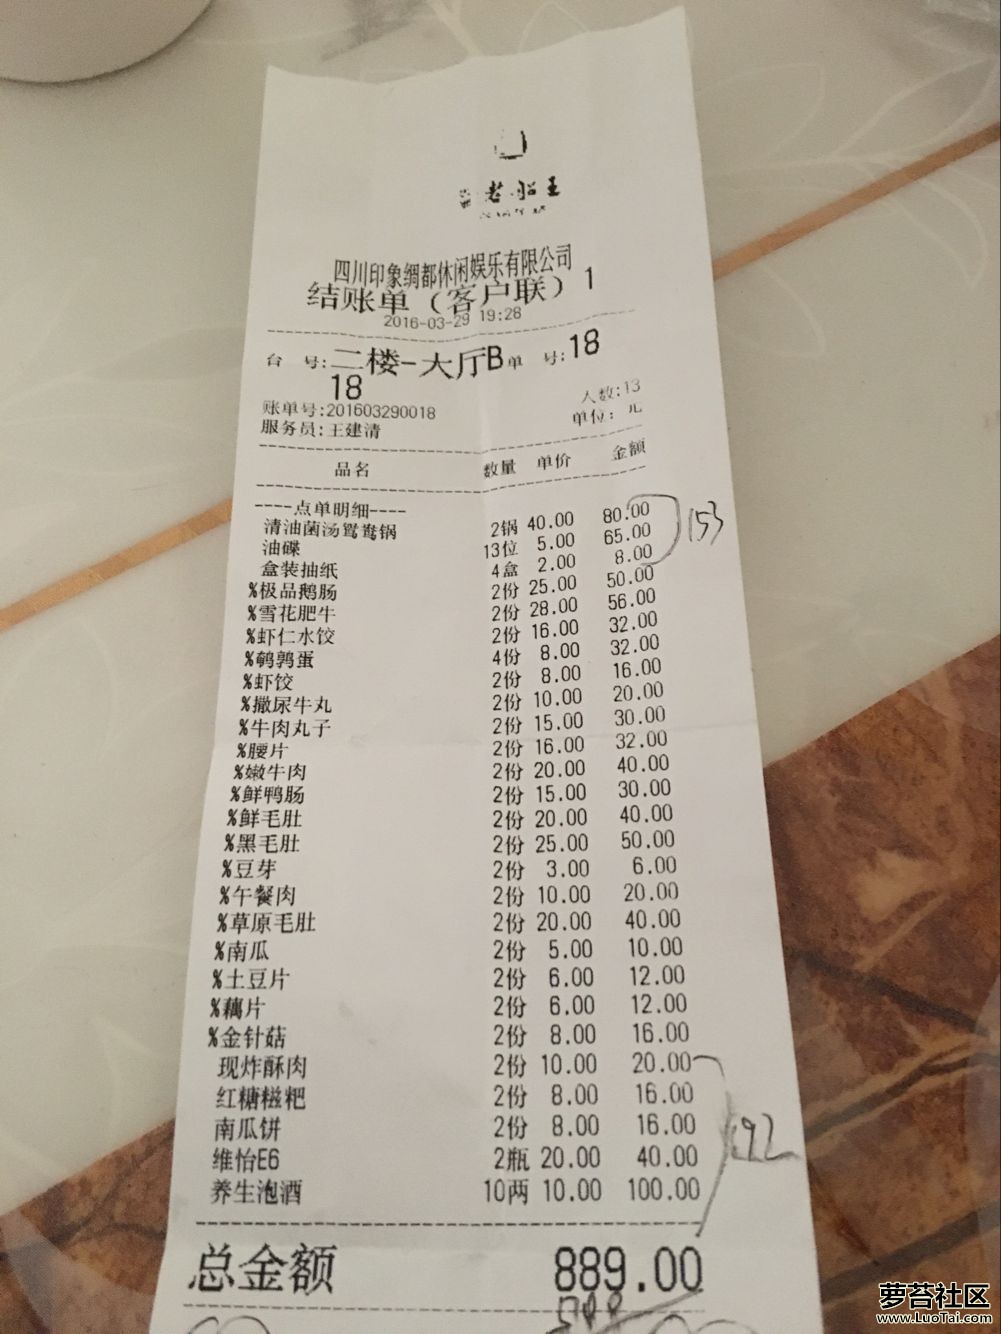 老船王
四川印象绸都休闲娱乐有限公司
结账单（客户联）1
2016-03-29 19:28
台 号:二楼-大厅B18 单 号:18
人数:13
账单号:201603290018 单位: 元
服务员:王建清
品名 数量 单价 金额
----点单明细----
清油菌汤鸳鸯锅 2锅 40.00 80.00
油碟 13位 5.00 65.00
盒装抽纸 4盒 2.00 8.00
153
%极品鹅肠 2份 25.00 50.00
%雪花肥牛 2份 28.00 56.00
%虾仁水饺 2份 16.00 32.00
%鹌鹑蛋 4份 8.00 32.00
%虾饺 2份 8.00 16.00
%撒尿牛丸 2份 10.00 20.00
%牛肉丸子 2份 15.00 30.00
%腰片 2份 16.00 32.00
%嫩牛肉 2份 20.00 40.00
%鲜鸭肠 2份 15.00 30.00
%鲜毛肚 2份 20.00 40.00
%黑毛肚 2份 25.00 50.00
%豆芽 2份 3.00 6.00
%午餐肉 2份 10.00 20.00
%草原毛肚 2份 20.00 40.00
%南瓜 2份 5.00 10.00
%土豆片 2份 6.00 12.00
%藕片 2份 6.00 12.00
%金针菇 2份 8.00 16.00
现炸酥肉 2份 10.00 20.00
红糖糍粑 2份 8.00 16.00
南瓜饼 2份 8.00 16.00
维怡E6 2瓶 20.00 40.00
养生泡酒 10两 10.00 100.00
192
总金额 889.00
萝苔社区
www.LuoTai.com